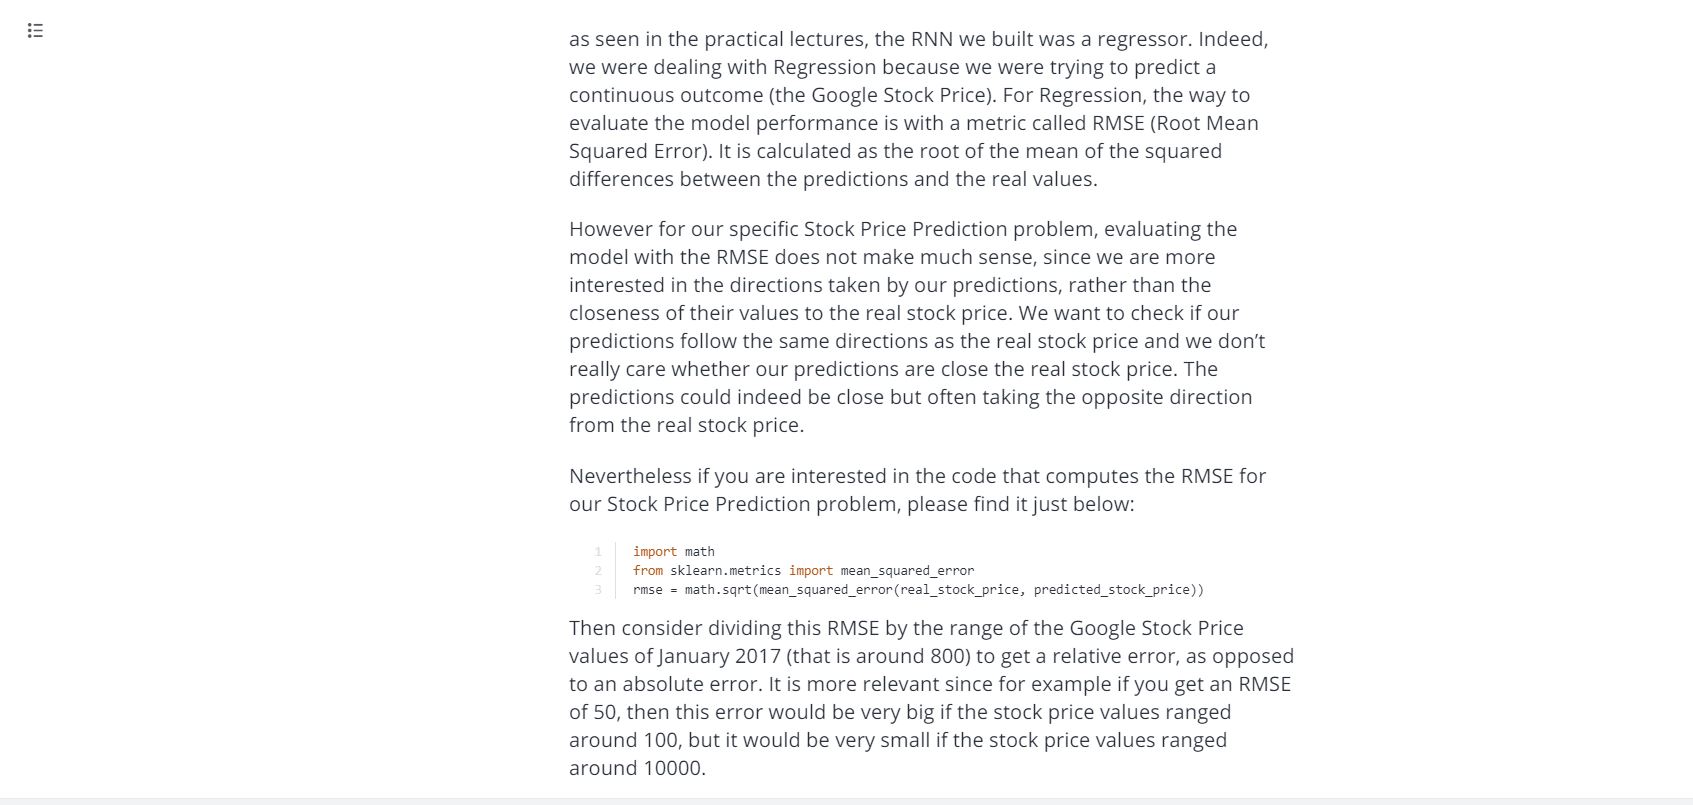 as seen in the practical lectures, the RNN we built was a regressor. Indeed,
we were dealing with Regression because we were trying to predict a
continuous outcome (the Google Stock Price). For Regression, the way to
evaluate the model performance is with a metric called RMSE (Root Mean
Squared Error). It is calculated as the root of the mean of the squared
differences between the predictions and the real values.
However for our specific Stock Price Prediction problem, evaluating the
model with the RMSE does not make much sense, since we are more
interested in the directions taken by our predictions, rather than the
closeness of their values to the real stock price. We want to check if our
predictions follow the same directions as the real stock price and we don’t
really care whether our predictions are close the real stock price. The
predictions could indeed be close but often taking the opposite direction
from the real stock price.
Nevertheless if you are interested in the code that computes the RMSE for
our Stock Price Prediction problem, please find it just below:
1 import math
2 from sklearn.metrics import mean_squared_error
3 rmse = math.sqrt(mean_squared_error(real_stock_price, predicted_stock_price))
Then consider dividing this RMSE by the range of the Google Stock Price
values of January 2017 (that is around 800) to get a relative error, as opposed
to an absolute error. It is more relevant since for example if you get an RMSE
of 50, then this error would be very big if the stock price values ranged
around 100, but it would be very small if the stock price values ranged
around 10000.